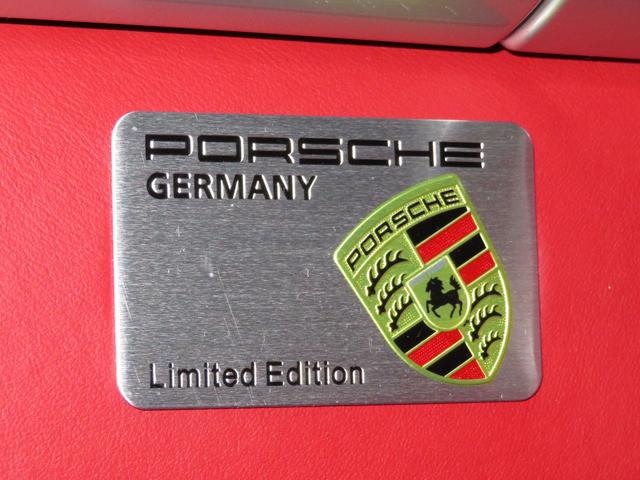 PORSCHE
GERMANY
PORSCHE
Limited Edition